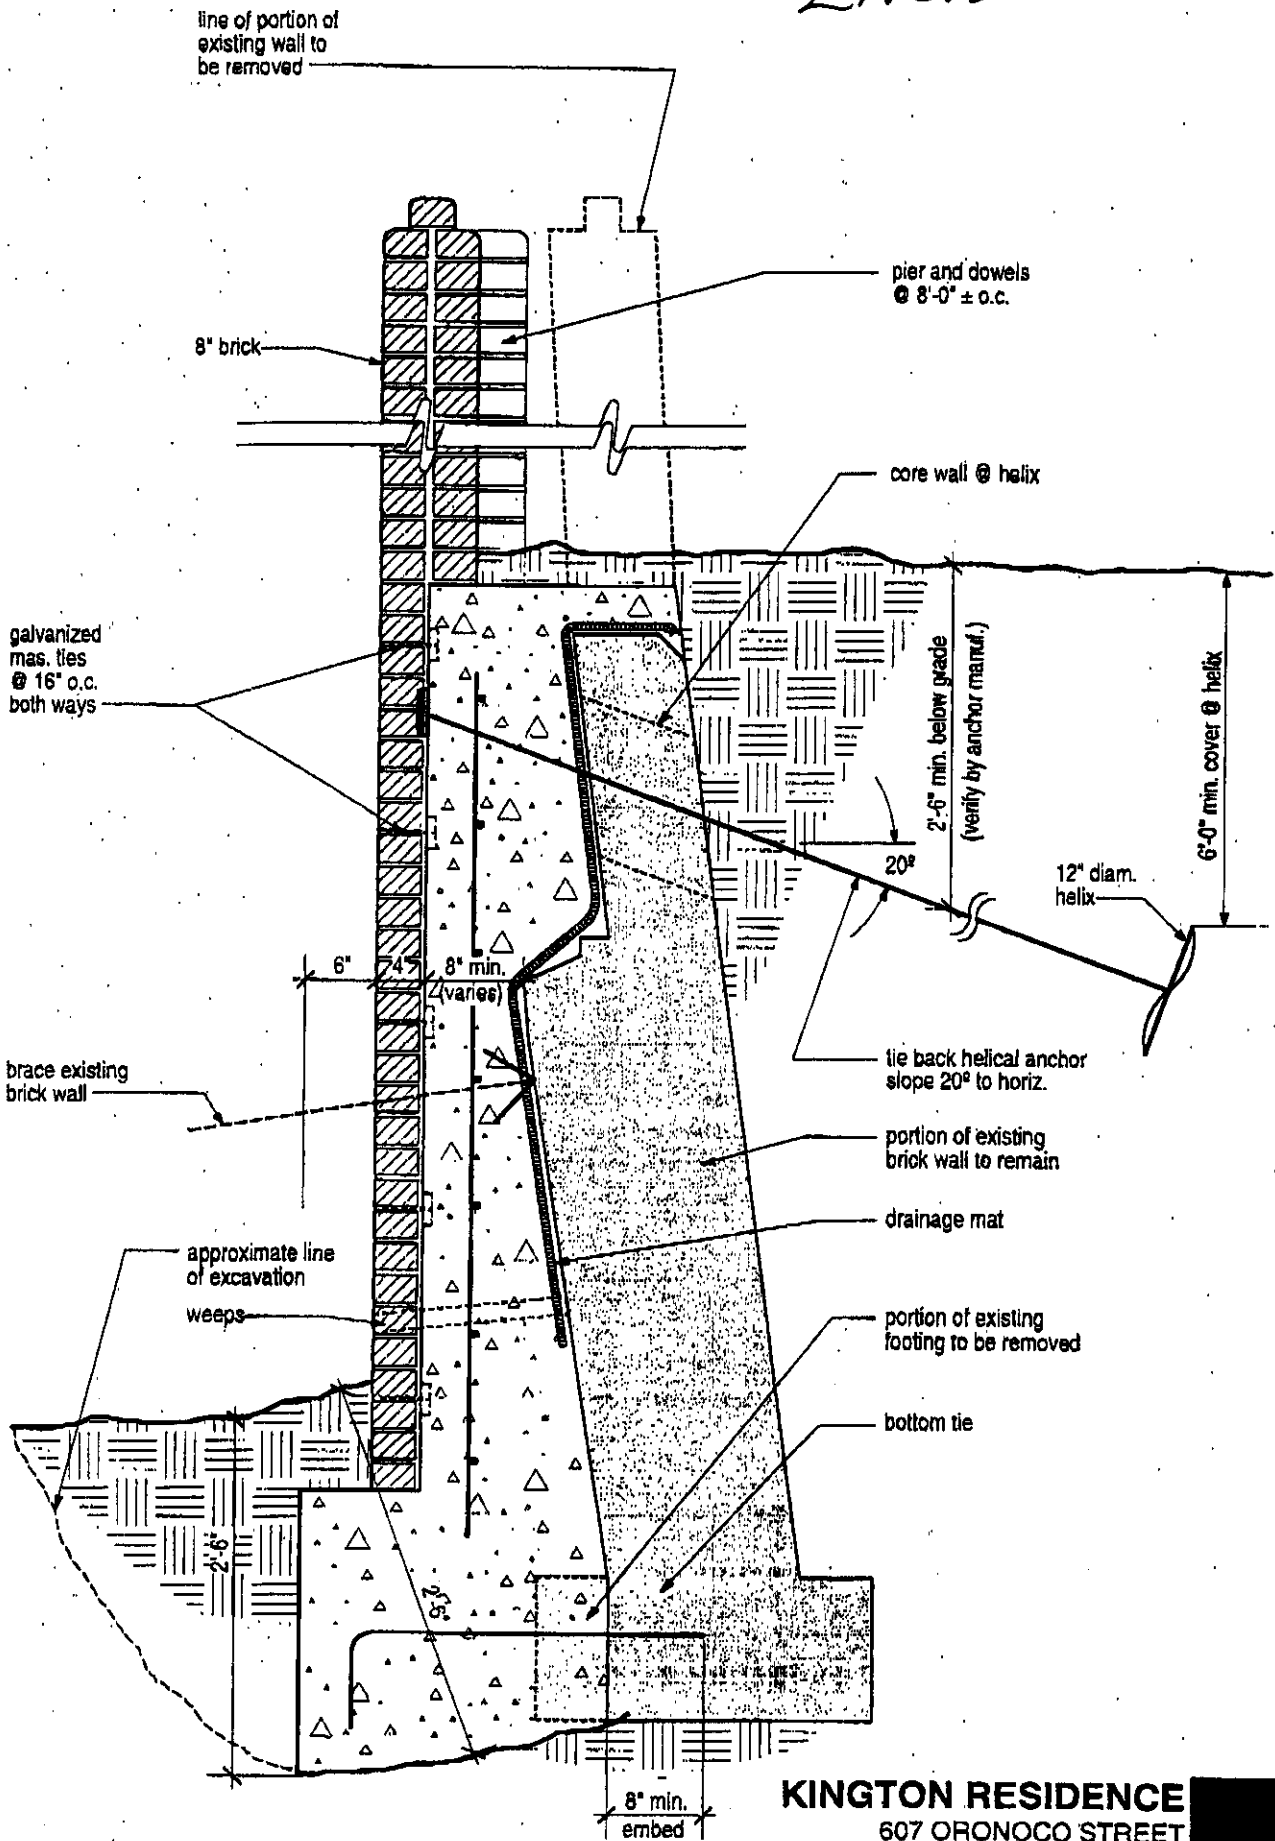 line of portion of
existing wall to
be removed
pier and dowels
@ 8'-0" ± o.c.
8" brick
core wall @ helix
galvanized
mas. ties
@ 16" o.c.
both ways
2'-6" min. below grade
(verify by anchor manuf.)
6'-0" min. cover @ helix
20º
12" diam.
helix
6"
4"
8" min.
(varies)
brace existing
brick wall
tie back helical anchor
slope 20º to horiz.
portion of existing
brick wall to remain
drainage mat
approximate line
of excavation
weeps
portion of existing
footing to be removed
bottom tie
2'-6"
2'-6"
8" min.
embed
KINGTON RESIDENCE
607 ORONOCO STREET